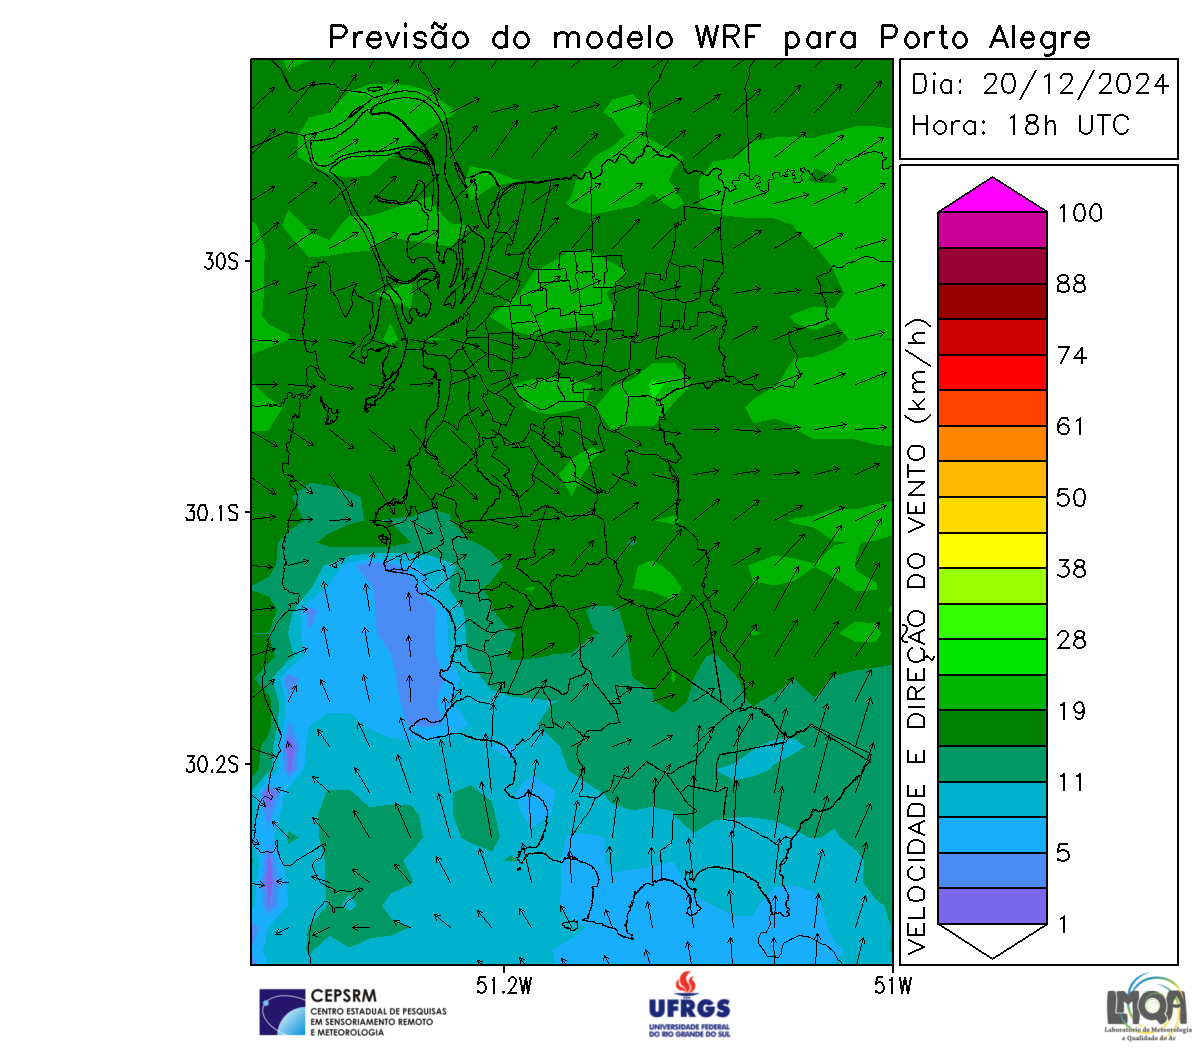 Previsão do modelo WRF para Porto Alegre
Dia: 20/12/2024
Hora: 18h UTC
30S
30.1S
30.2S
51.2W
51W
VELOCIDADE E DIREÇÃO DO VENTO (km/h)
100
88
74
61
50
38
28
19
11
5
1
CEPSRM
CENTRO ESTADUAL DE PESQUISAS
EM SENSORIAMENTO REMOTO
E METEOROLOGIA
UFRGS
UNIVERSIDADE FEDERAL
DO RIO GRANDE DO SUL
LMQA
Laboratório de Meteorologia
e Qualidade do Ar